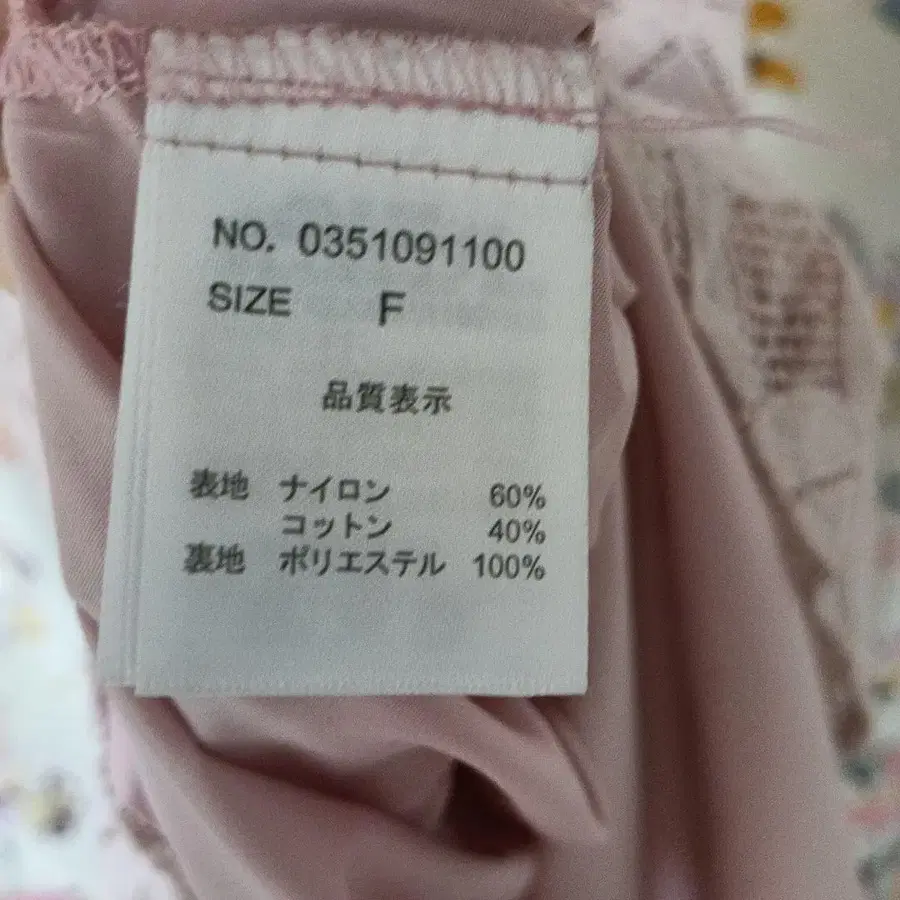 NO. 0351091100
SIZE F
品質表示
表地 ナイロン 60%
コットン 40%
裏地 ポリエステル 100%